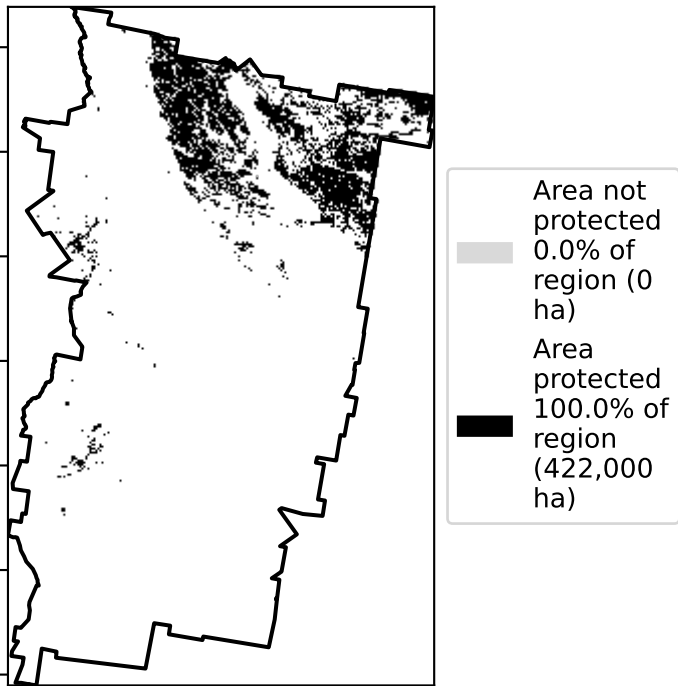 Area not
protected
0.0% of
region (0
ha)
Area
protected
100.0% of
region
(422,000
ha)